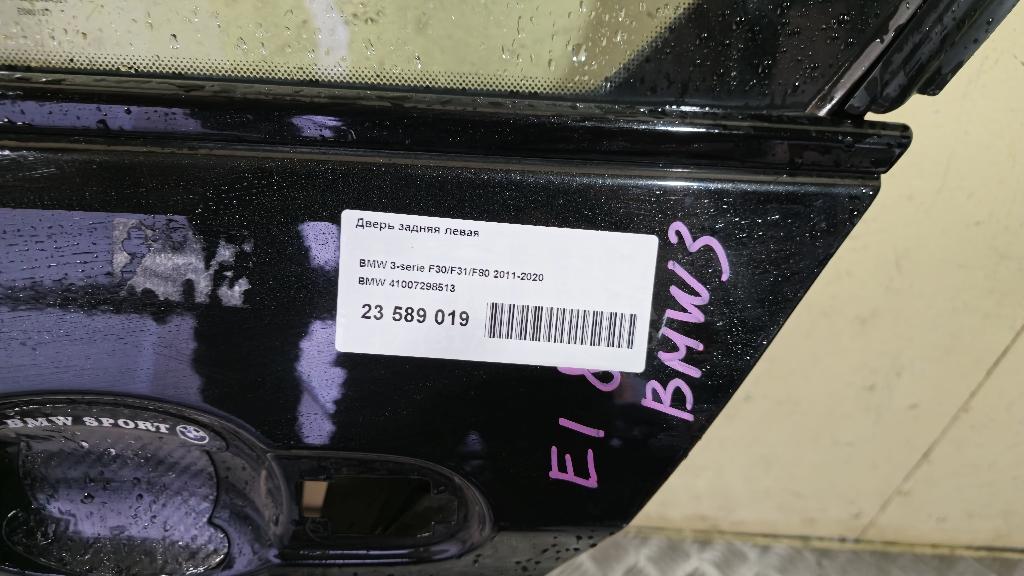 Дверь задняя левая
BMW 3-serie F30/F31/F80 2011-2020
BMW 41007298513
23 589 019
BMW3
E1
BMW SPORT